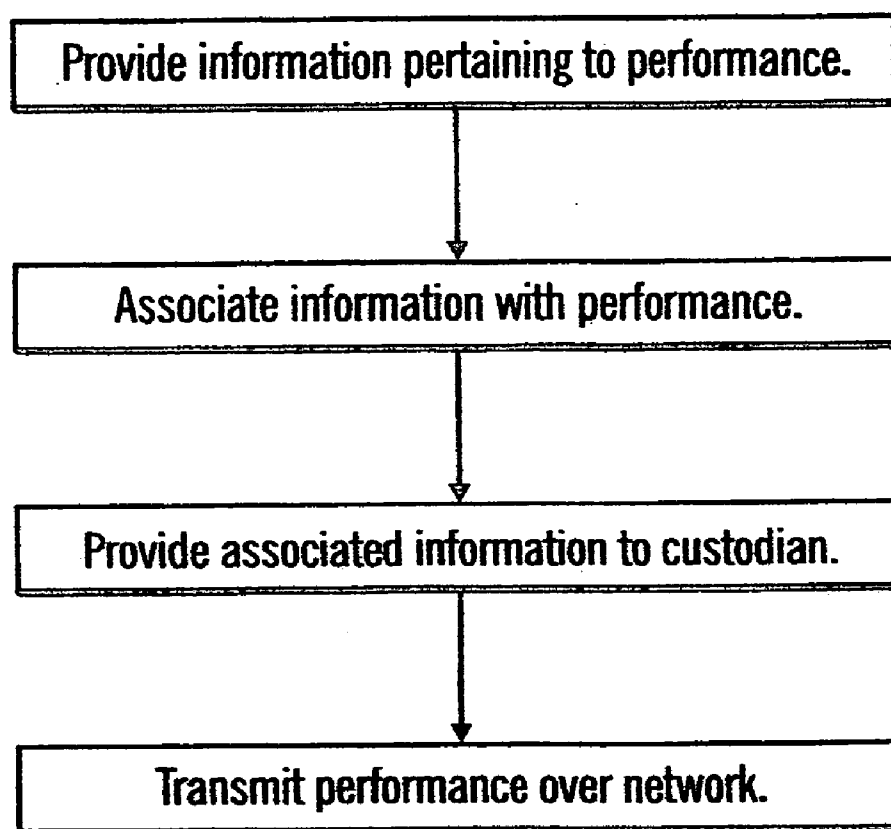 Provide information pertaining to performance.
Associate information with performance.
Provide associated information to custodian.
Transmit performance over network.